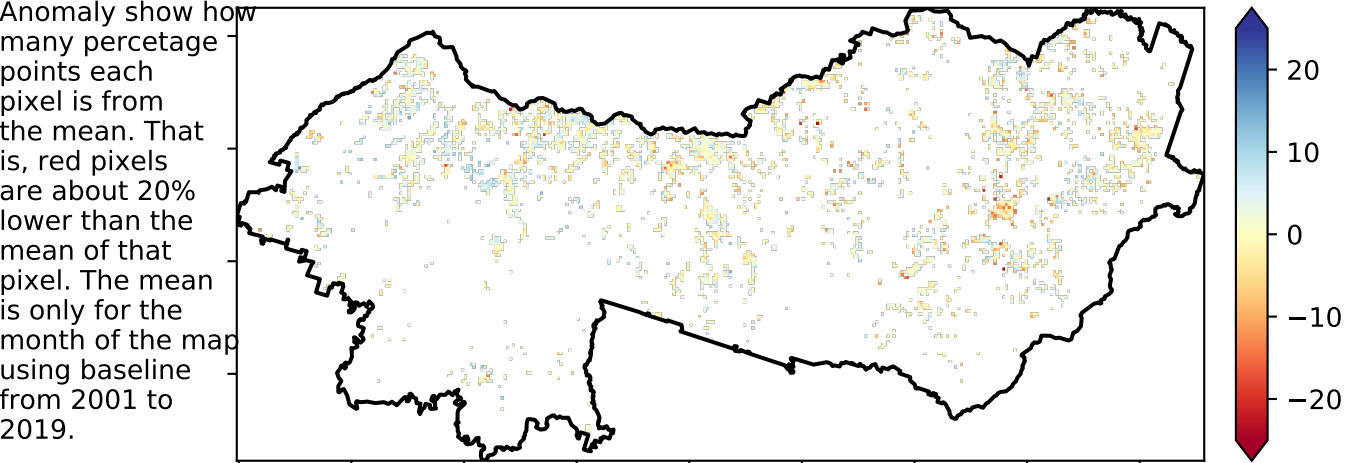 Anomaly show how
many percetage
points each
pixel is from
the mean. That
is, red pixels
are about 20%
lower than the
mean of that
pixel. The mean
is only for the
month of the map
using baseline
from 2001 to
2019.
20
10
0
−10
−20